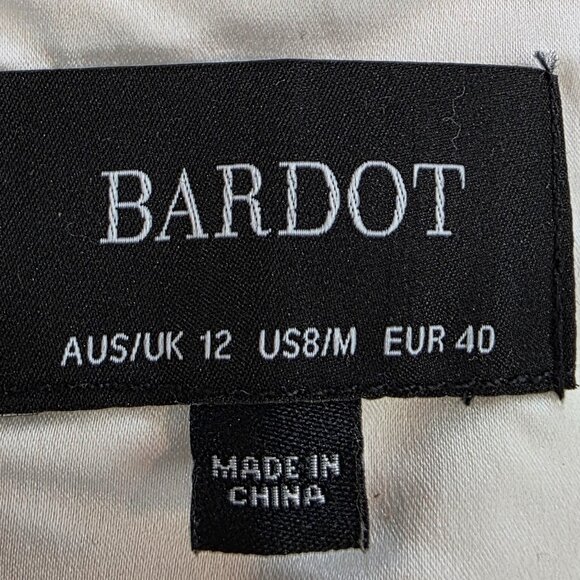 BARDOT
AUS/UK 12 US8/M EUR 40
MADE IN
CHINA